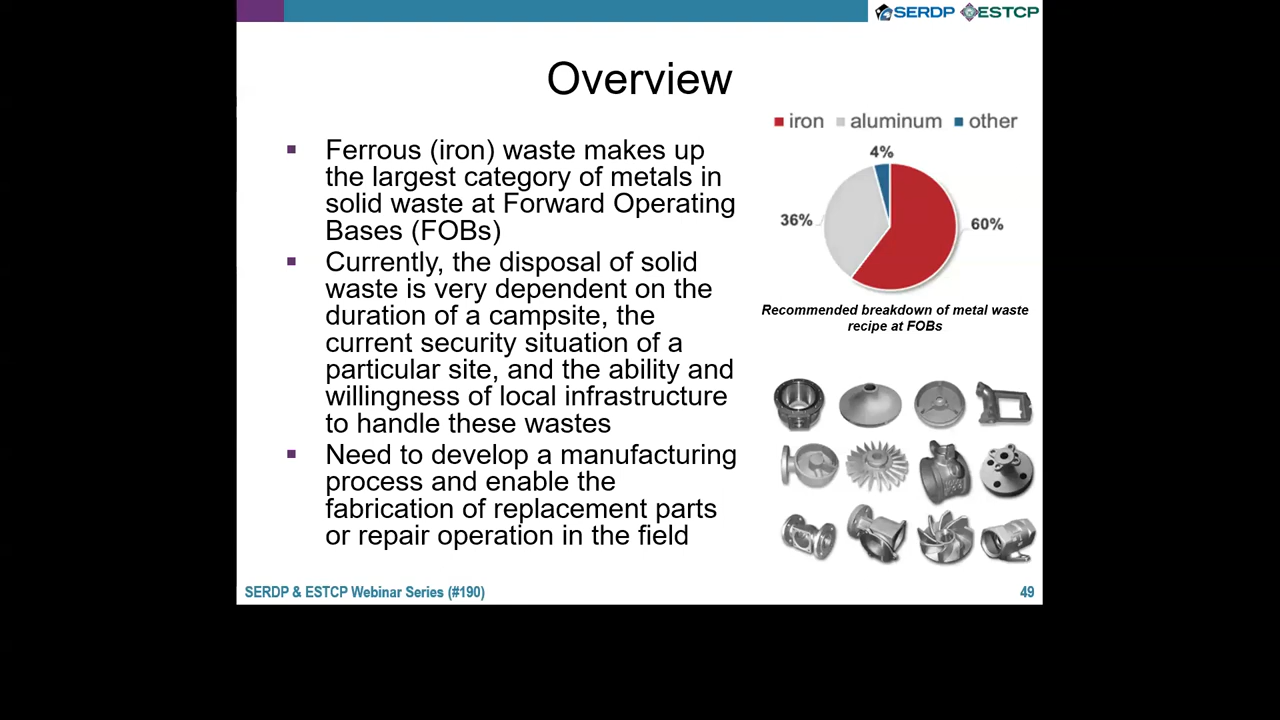 SERDP ESTCP
Overview
▪ Ferrous (iron) waste makes up
the largest category of metals in
solid waste at Forward Operating
Bases (FOBs)
▪ Currently, the disposal of solid
waste is very dependent on the
duration of a campsite, the
current security situation of a
particular site, and the ability and
willingness of local infrastructure
to handle these wastes
▪ Need to develop a manufacturing
process and enable the
fabrication of replacement parts
or repair operation in the field
iron aluminum other
4%
36%
60%
Recommended breakdown of metal waste
recipe at FOBs
SERDP & ESTCP Webinar Series (#190)
49